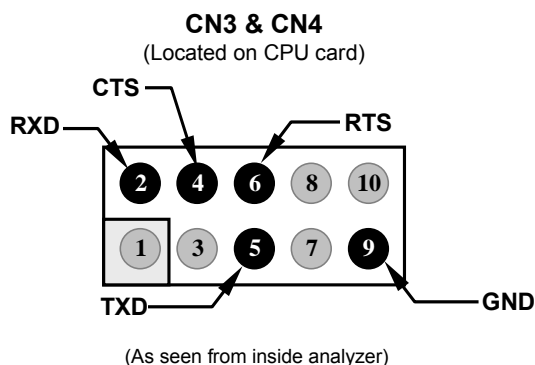 CN3 & CN4
(Located on CPU card)
CTS
RXD
RTS
2 4 6 8 10
1 3 5 7 9
TXD
GND
(As seen from inside analyzer)